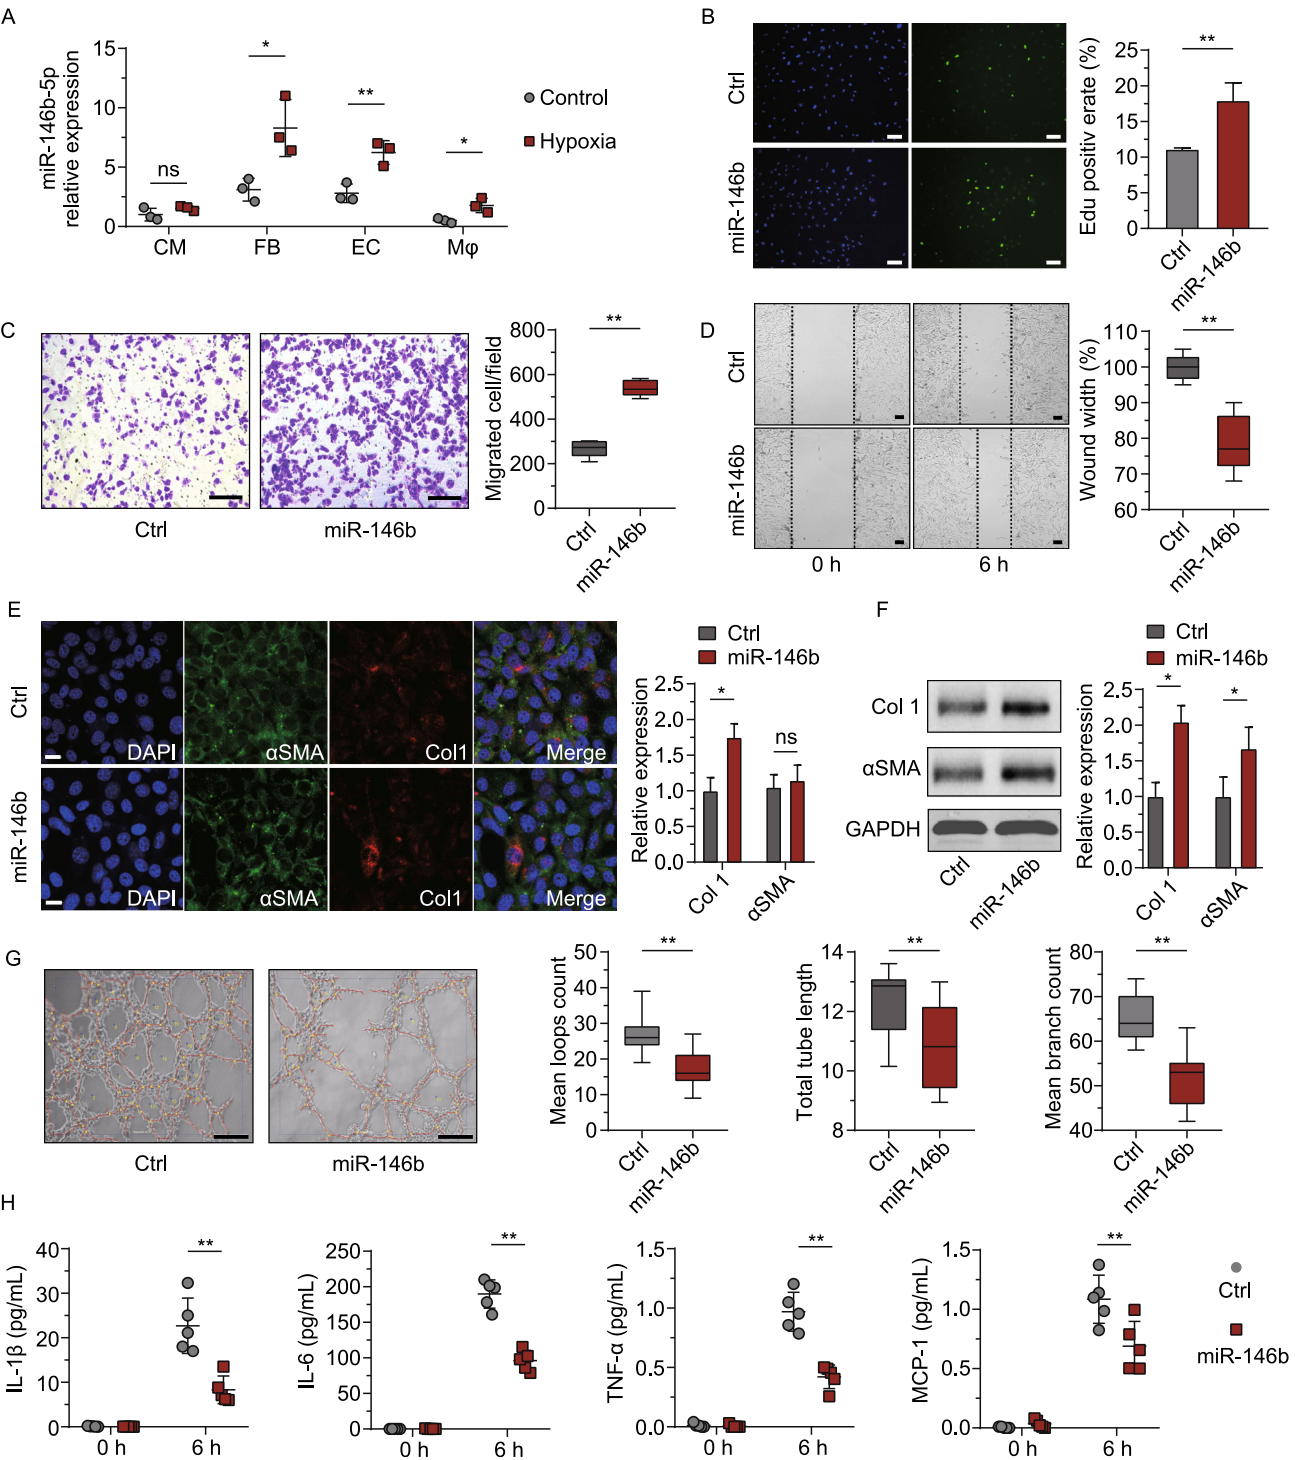 A
miR-146b-5p
relative expression
15
10
5
0
*
**
ns
*
CM
FB
EC
Mφ
Control
Hypoxia
B
Ctrl
miR-146b
Edu positive erate (%)
25
20
15
10
5
0
**
Ctrl
miR-146b
C
Ctrl
miR-146b
Migrated cell/field
800
600
400
200
0
**
Ctrl
miR-146b
D
Ctrl
miR-146b
0 h
6 h
Wound width (%)
110
100
90
80
70
60
**
Ctrl
miR-146b
E
Ctrl
DAPI
αSMA
Col1
Merge
miR-146b
DAPI
αSMA
Col1
Merge
Ctrl
miR-146b
Relative expression
2.5
2.0
1.5
1.0
0.5
0.0
*
ns
Col 1
αSMA
F
Col 1
αSMA
GAPDH
Ctrl
miR-146b
Ctrl
miR-146b
Relative expression
2.5
2.0
1.5
1.0
0.5
0.0
*
*
Col 1
αSMA
G
Ctrl
miR-146b
Mean loops count
50
40
30
20
10
0
**
Ctrl
miR-146b
Total tube length
14
12
10
8
**
Ctrl
miR-146b
Mean branch count
80
70
60
50
40
**
Ctrl
miR-146b
H
IL-1β (pg/mL)
40
30
20
10
0
**
0 h
6 h
IL-6 (pg/mL)
250
200
150
100
50
0
**
0 h
6 h
TNF-α (pg/mL)
1.5
1.0
0.5
0.0
**
0 h
6 h
MCP-1 (pg/mL)
1.5
1.0
0.5
0.0
**
0 h
6 h
Ctrl
miR-146b